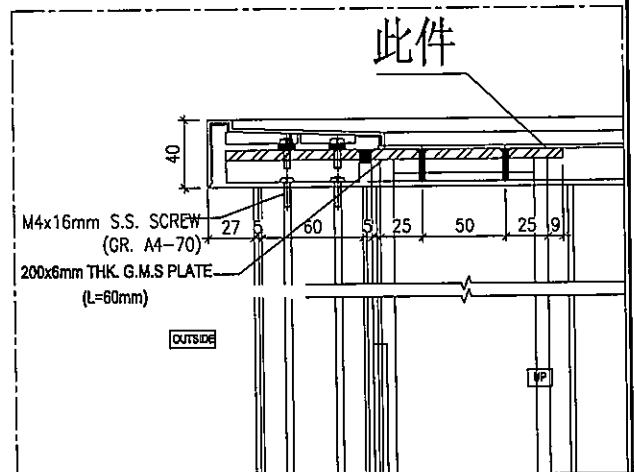 此件
40
M4x16mm S.S. SCREW
(GR. A4-70)
27 5 60 5 25 50 25 9
200x6mm THK. G.M.S PLATE
(L=60mm)
OUTSIDE